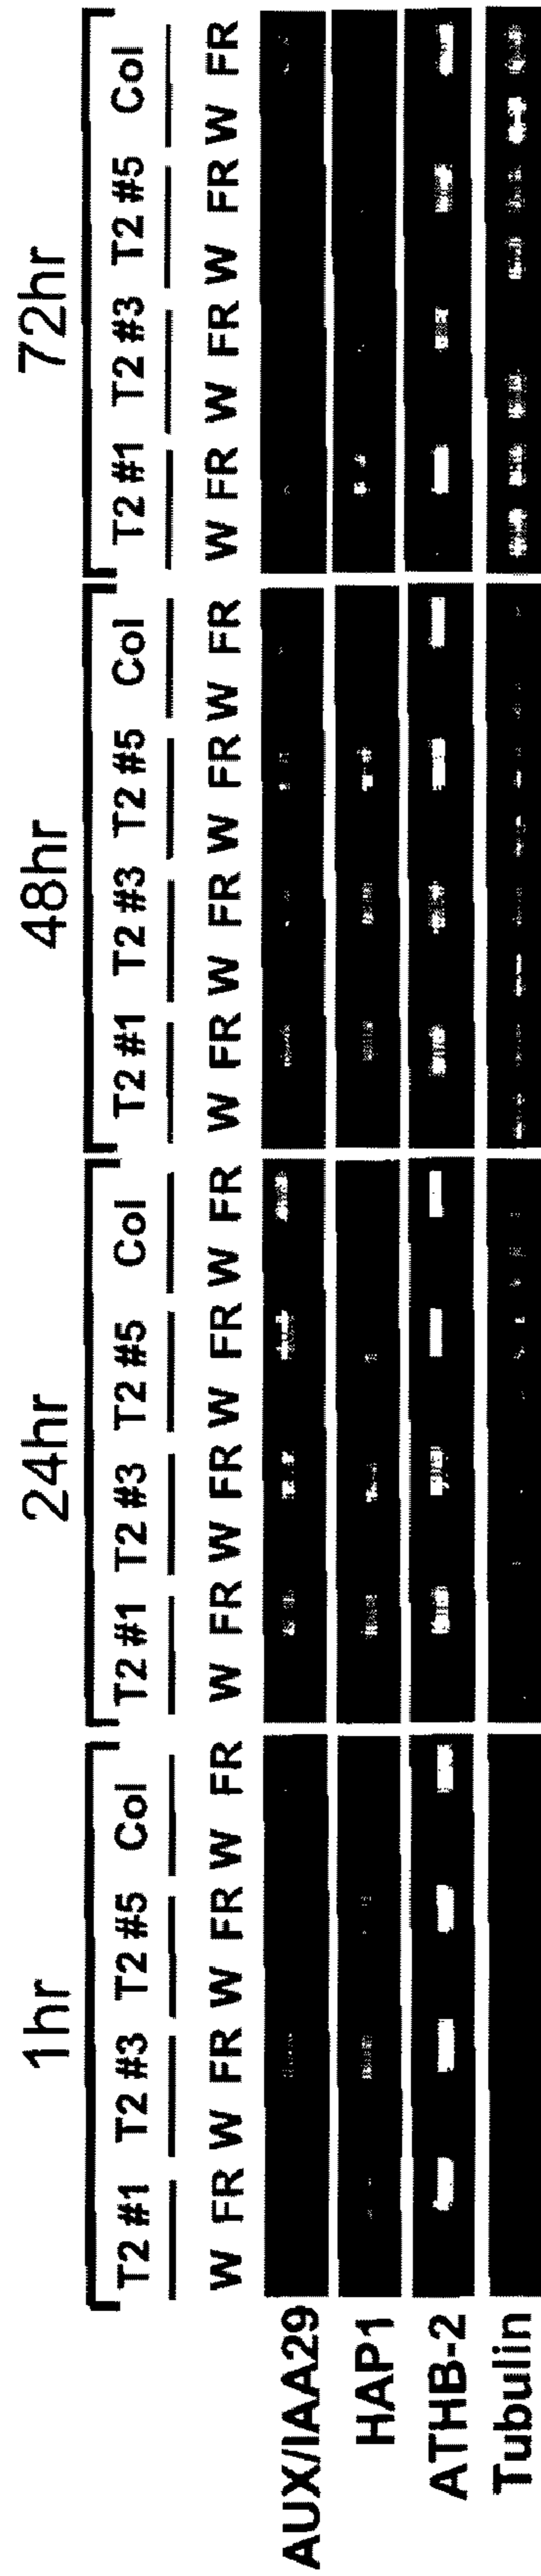 1hr 24hr 48hr 72hr
T2 #1 T2 #3 T2 #5 Col T2 #1 T2 #3 T2 #5 Col T2 #1 T2 #3 T2 #5 Col T2 #1 T2 #3 T2 #5 Col
W FR W FR W FR W FR W FR W FR W FR W FR W FR W FR W FR W FR W FR W FR W FR W FR
AUX/IAA29
HAP1
ATHB-2
Tubulin